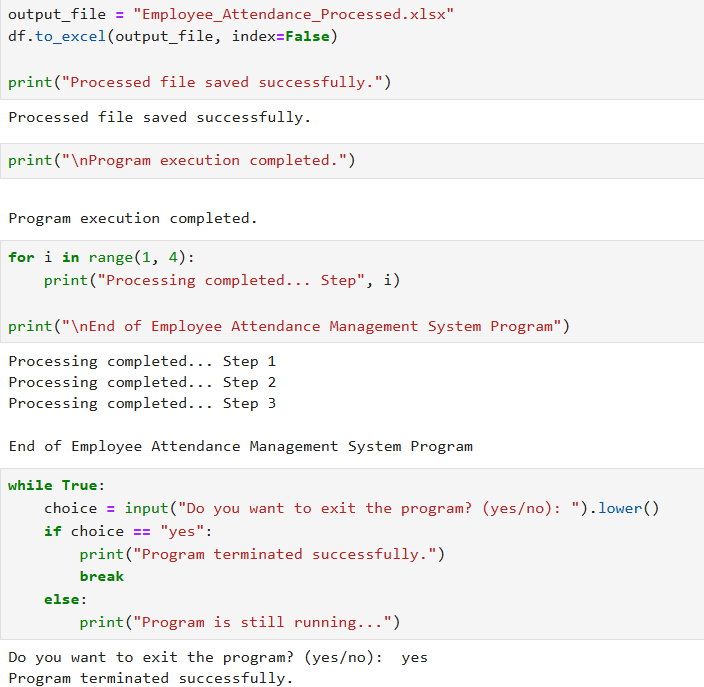 output_file = "Employee_Attendance_Processed.xlsx"
df.to_excel(output_file, index=False)
print("Processed file saved successfully.")
Processed file saved successfully.
print("\nProgram execution completed.")
Program execution completed.
for i in range(1, 4):
    print("Processing completed... Step", i)
print("\nEnd of Employee Attendance Management System Program")
Processing completed... Step 1
Processing completed... Step 2
Processing completed... Step 3
End of Employee Attendance Management System Program
while True:
    choice = input("Do you want to exit the program? (yes/no): ").lower()
    if choice == "yes":
        print("Program terminated successfully.")
        break
    else:
        print("Program is still running...")
Do you want to exit the program? (yes/no):  yes
Program terminated successfully.